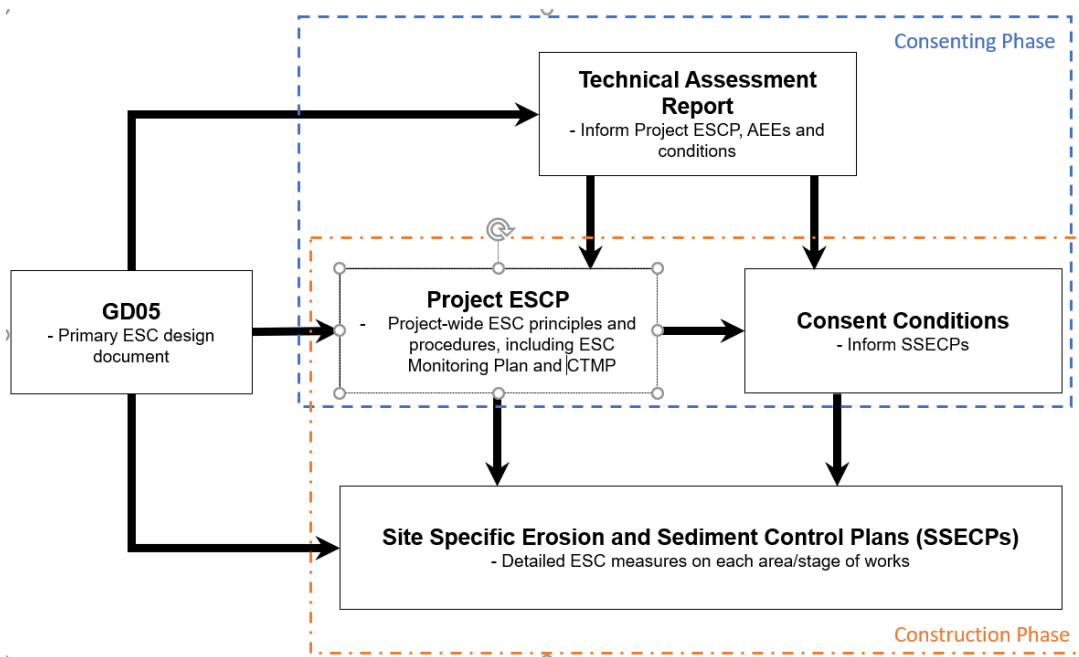 Consenting Phase
Technical Assessment
Report
- Inform Project ESCP, AEEs and
conditions
GD05
- Primary ESC design
document
Project ESCP
- Project-wide ESC principles and
procedures, including ESC
Monitoring Plan and CTMP
Consent Conditions
- Inform SSECPs
Site Specific Erosion and Sediment Control Plans (SSECPs)
- Detailed ESC measures on each area/stage of works
Construction Phase